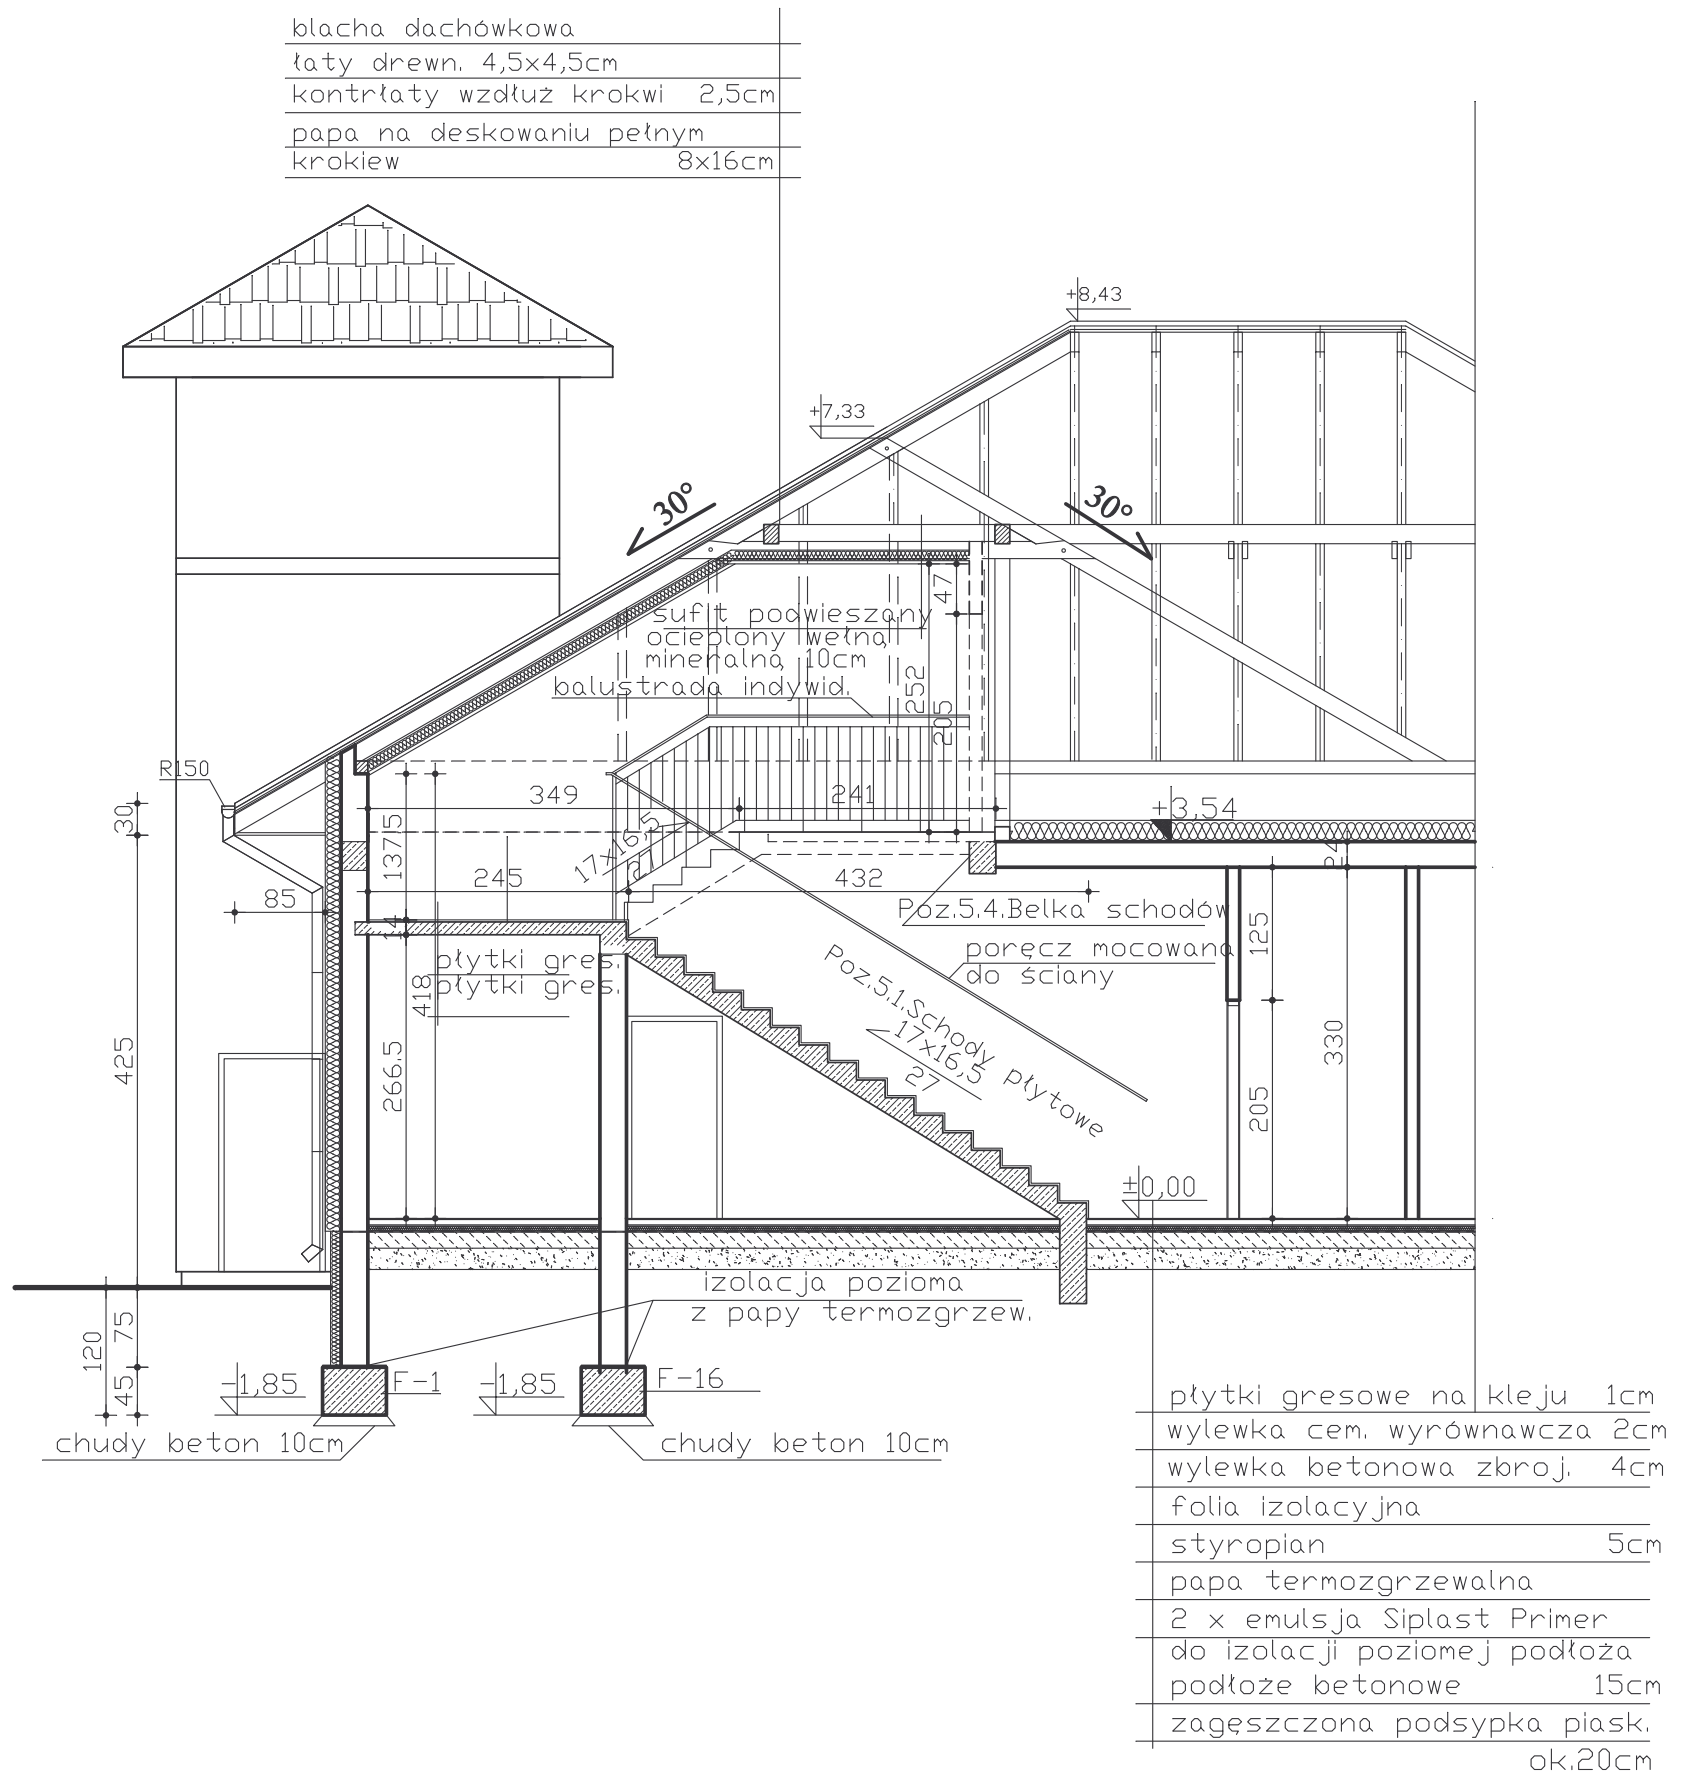 blacha dachówkowa
łaty drewn. 4,5x4,5cm
kontrłaty wzdłuż krokwi 2,5cm
papa na deskowaniu pełnym
krokiew 8x16cm
+8,43
+7,33
30°
30°
47
sufit podwieszany
ocieplony wełną
mineralną 10cm
balustrada indywid.
252
205
R150
349
241
+3,54
30
137.5
17x16,5
27
24
245
432
85
14
Poz.5.4.Belka schodów
poręcz mocowana
do ściany
125
płytki gres.
płytki gres.
418
Poz.5.1.Schody płytowe
17x16,5
27
425
266.5
330
205
±0,00
izolacja pozioma
z papy termozgrzew.
120
75
45
-1,85
F-1
-1,85
F-16
chudy beton 10cm
chudy beton 10cm
płytki gresowe na kleju 1cm
wylewka cem. wyrównawcza 2cm
wylewka betonowa zbroj. 4cm
folia izolacyjna
styropian 5cm
papa termozgrzewalna
2 x emulsja Siplast Primer
do izolacji poziomej podłoża
podłoże betonowe 15cm
zagęszczona podsypka piask.
ok.20cm